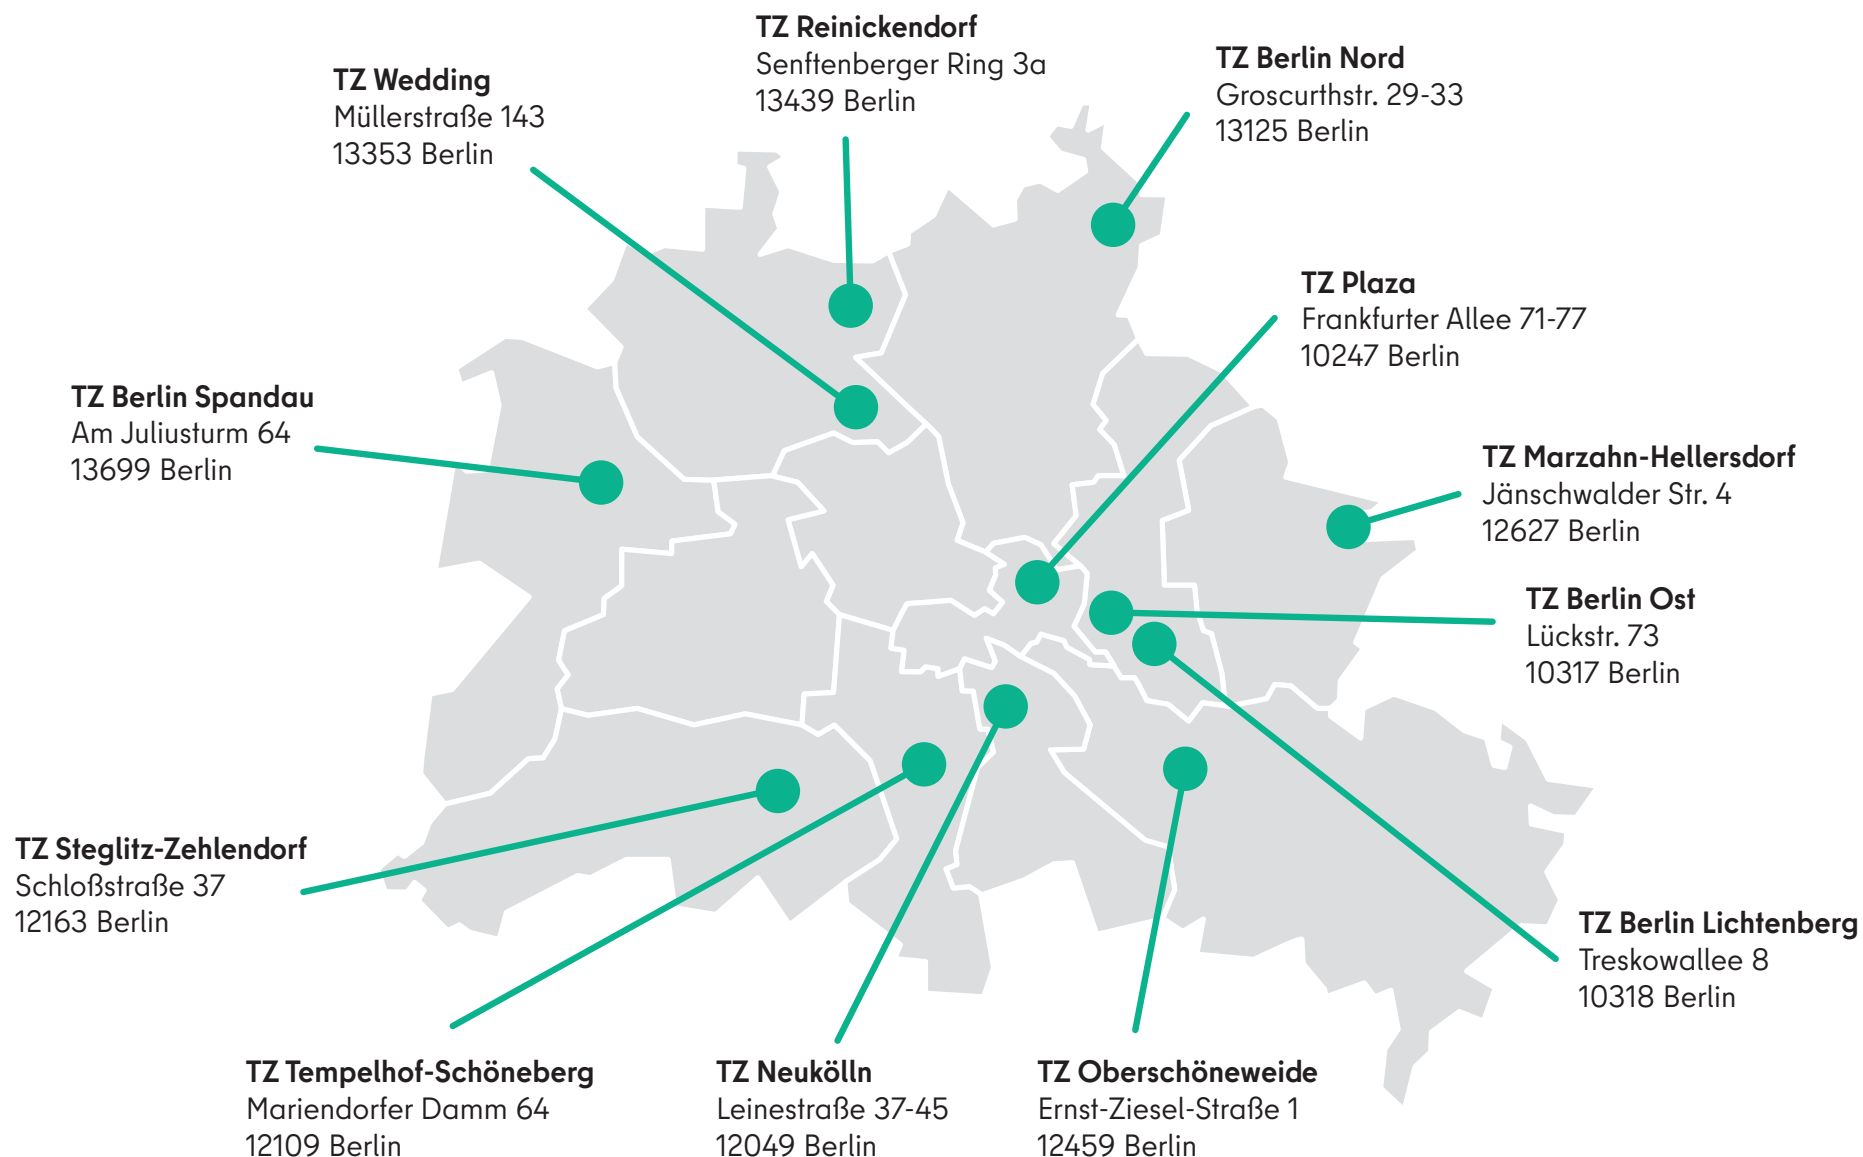 TZ Reinickendorf
Senftenberger Ring 3a
13439 Berlin
TZ Berlin Nord
Groscurthstr. 29-33
13125 Berlin
TZ Wedding
Müllerstraße 143
13353 Berlin
TZ Plaza
Frankfurter Allee 71-77
10247 Berlin
TZ Berlin Spandau
Am Juliusturm 64
13699 Berlin
TZ Marzahn-Hellersdorf
Jänschwalder Str. 4
12627 Berlin
TZ Berlin Ost
Lückstr. 73
10317 Berlin
TZ Steglitz-Zehlendorf
Schloßstraße 37
12163 Berlin
TZ Berlin Lichtenberg
Treskowallee 8
10318 Berlin
TZ Tempelhof-Schöneberg
Mariendorfer Damm 64
12109 Berlin
TZ Neukölln
Leinestraße 37-45
12049 Berlin
TZ Oberschöneweide
Ernst-Ziesel-Straße 1
12459 Berlin